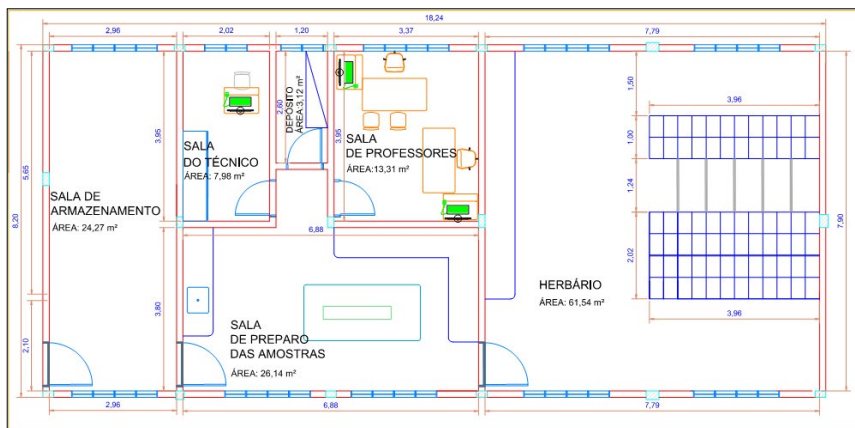 18,24
2,96
2,02
1,20
3,37
7,79
1,50
3,96
2,60
DEPÓSITO
ÁREA:3,12 m²
3,95
3,95
1,00
SALA
DO TÉCNICO
ÁREA: 7,98 m²
SALA
DE PROFESSORES
ÁREA:13,31 m²
5,65
8,20
SALA DE
ARMAZENAMENTO
ÁREA: 24,27 m²
1,24
7,90
6,88
2,02
HERBÁRIO
ÁREA: 61,54 m²
3,80
3,96
SALA
DE PREPARO
DAS AMOSTRAS
ÁREA: 26,14 m²
2,10
2,96
6,88
7,79